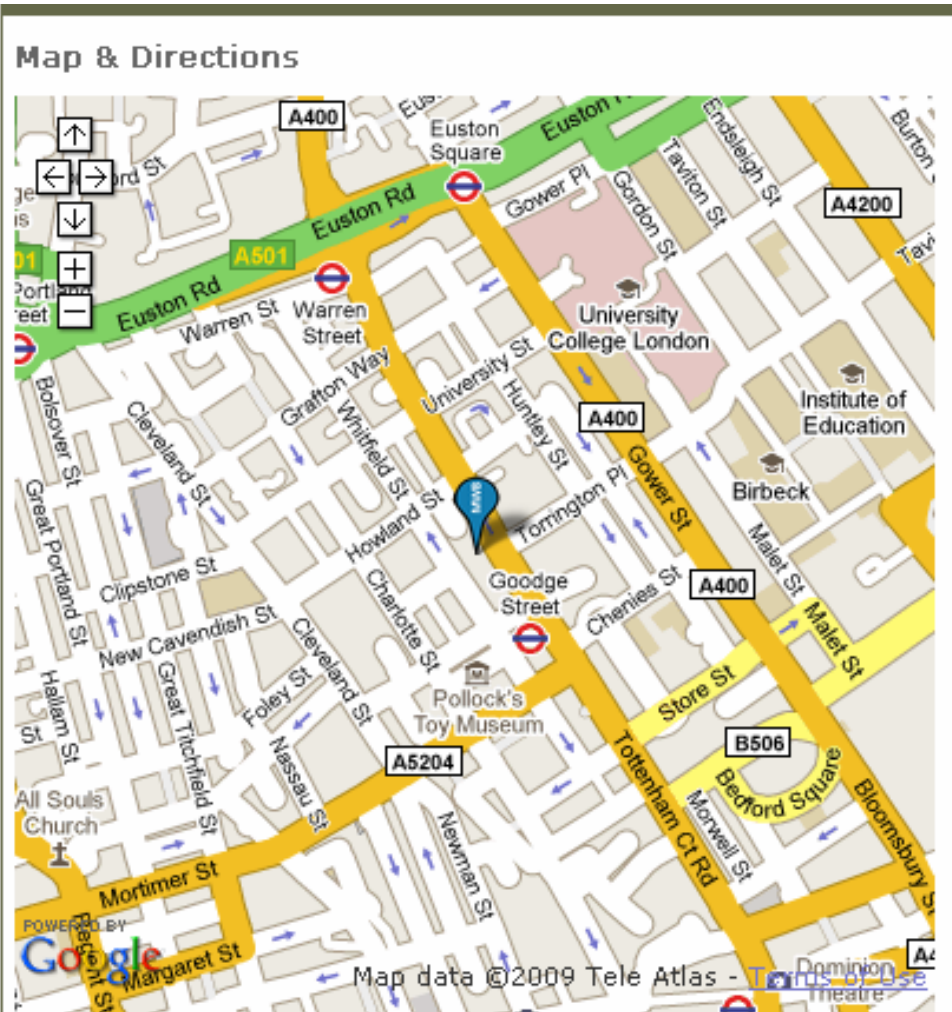 Map & Directions
A400
Euston
Square
Euston Rd
Endsleigh St
Burton
Taviton St
Gower Pl
Gordon St
A4200
Euston Rd
A501
Euston Rd
Warren St
Warren
Street
University
College London
Grafton Way
University St
Huntley St
Whitfield St
Bolsover St
Cleveland St
A400
Institute of
Education
Gower St
Birbeck
Great Portland St
Howland St
MWB
Torrington Pl
Malet St
Clipstone St
Charlotte St
Goodge
Street
Chenies St
A400
Malet St
New Cavendish St
Cleveland St
Hallam St
Great Titchfield St
Foley St
Pollock's
Toy Museum
Store St
St
Nassau St
A5204
Tottenham Ct Rd
B506
Bedford Square
All Souls
Church
Newman St
Morwell St
Bloomsbury St
Mortimer St
Regent St
Margaret St
POWERED BY
Google
Dominion
Theatre
Map data ©2009 Tele Atlas - Terms of Use